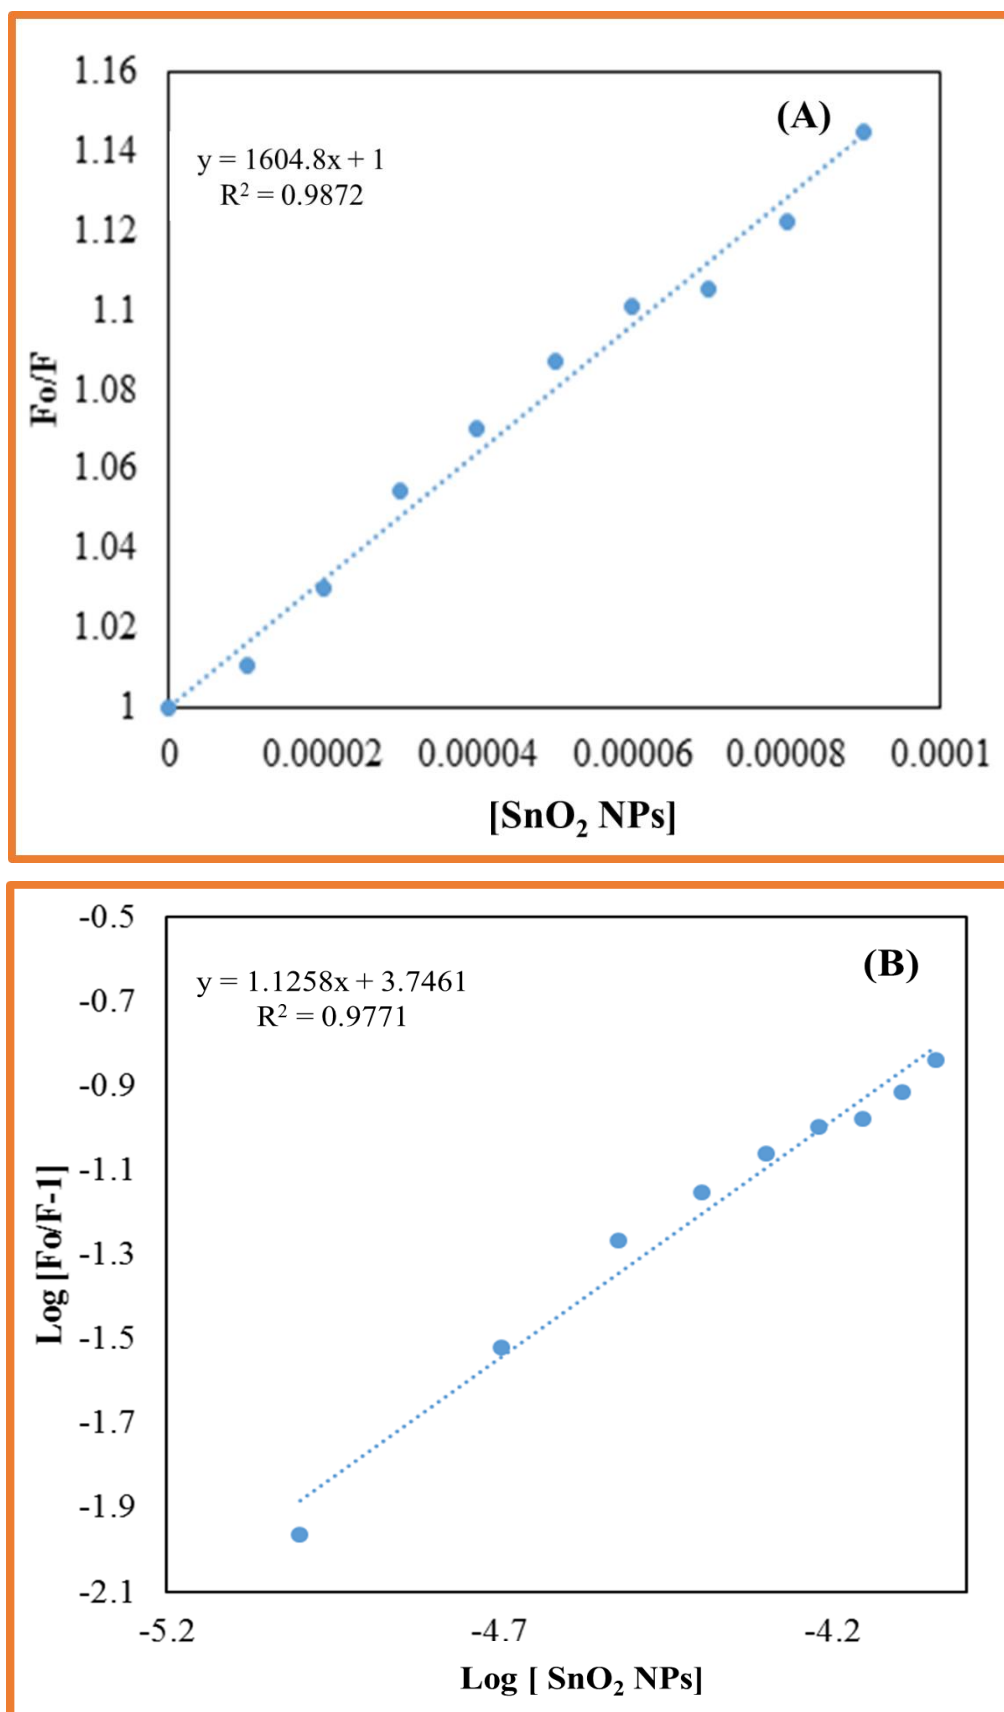 (A)
y = 1604.8x + 1
R² = 0.9872
1.16
1.14
1.12
1.1
1.08
1.06
1.04
1.02
1
Fo/F
0 0.00002 0.00004 0.00006 0.00008 0.0001
[SnO₂ NPs]
(B)
y = 1.1258x + 3.7461
R² = 0.9771
-0.5
-0.7
-0.9
-1.1
-1.3
-1.5
-1.7
-1.9
-2.1
Log [Fo/F-1]
-5.2 -4.7 -4.2
Log [ SnO₂ NPs]